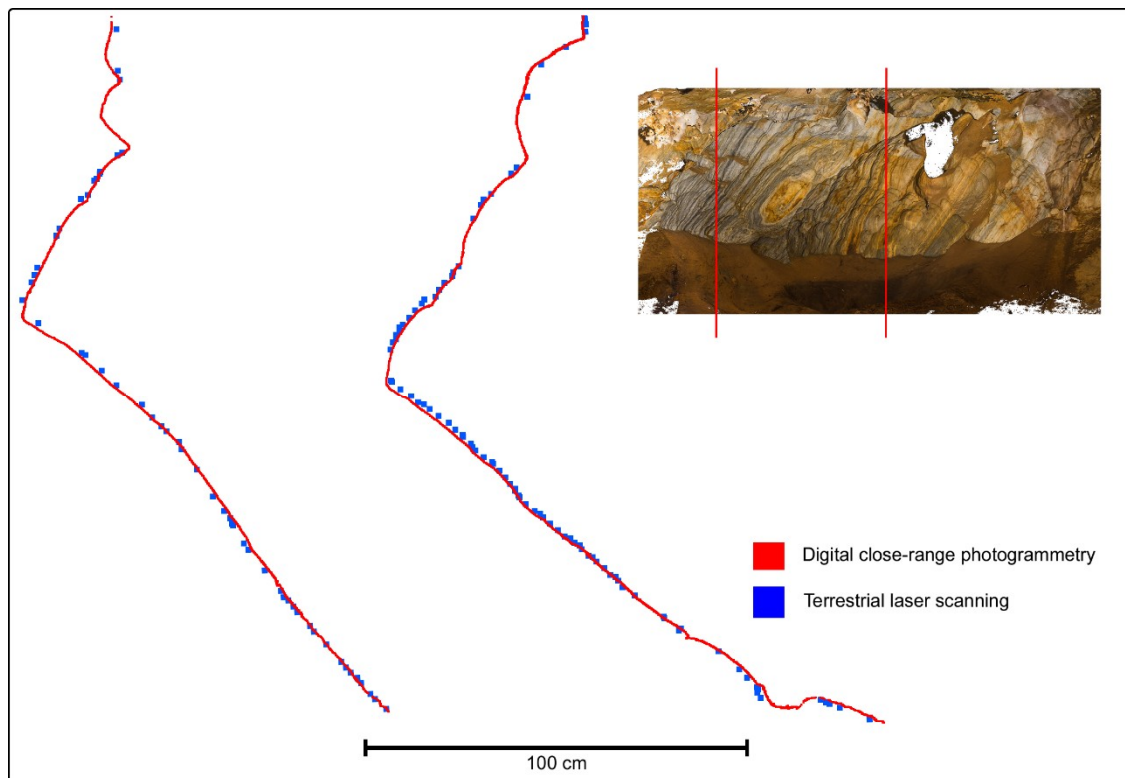 Digital close-range photogrammetry
Terrestrial laser scanning
100 cm